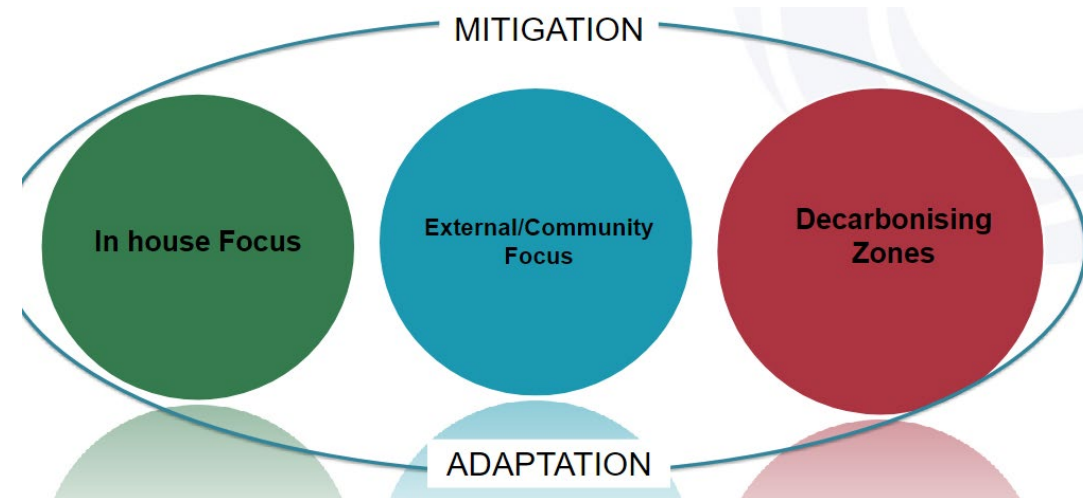 MITIGATION
In house Focus
External/Community
Focus
Decarbonising
Zones
ADAPTATION